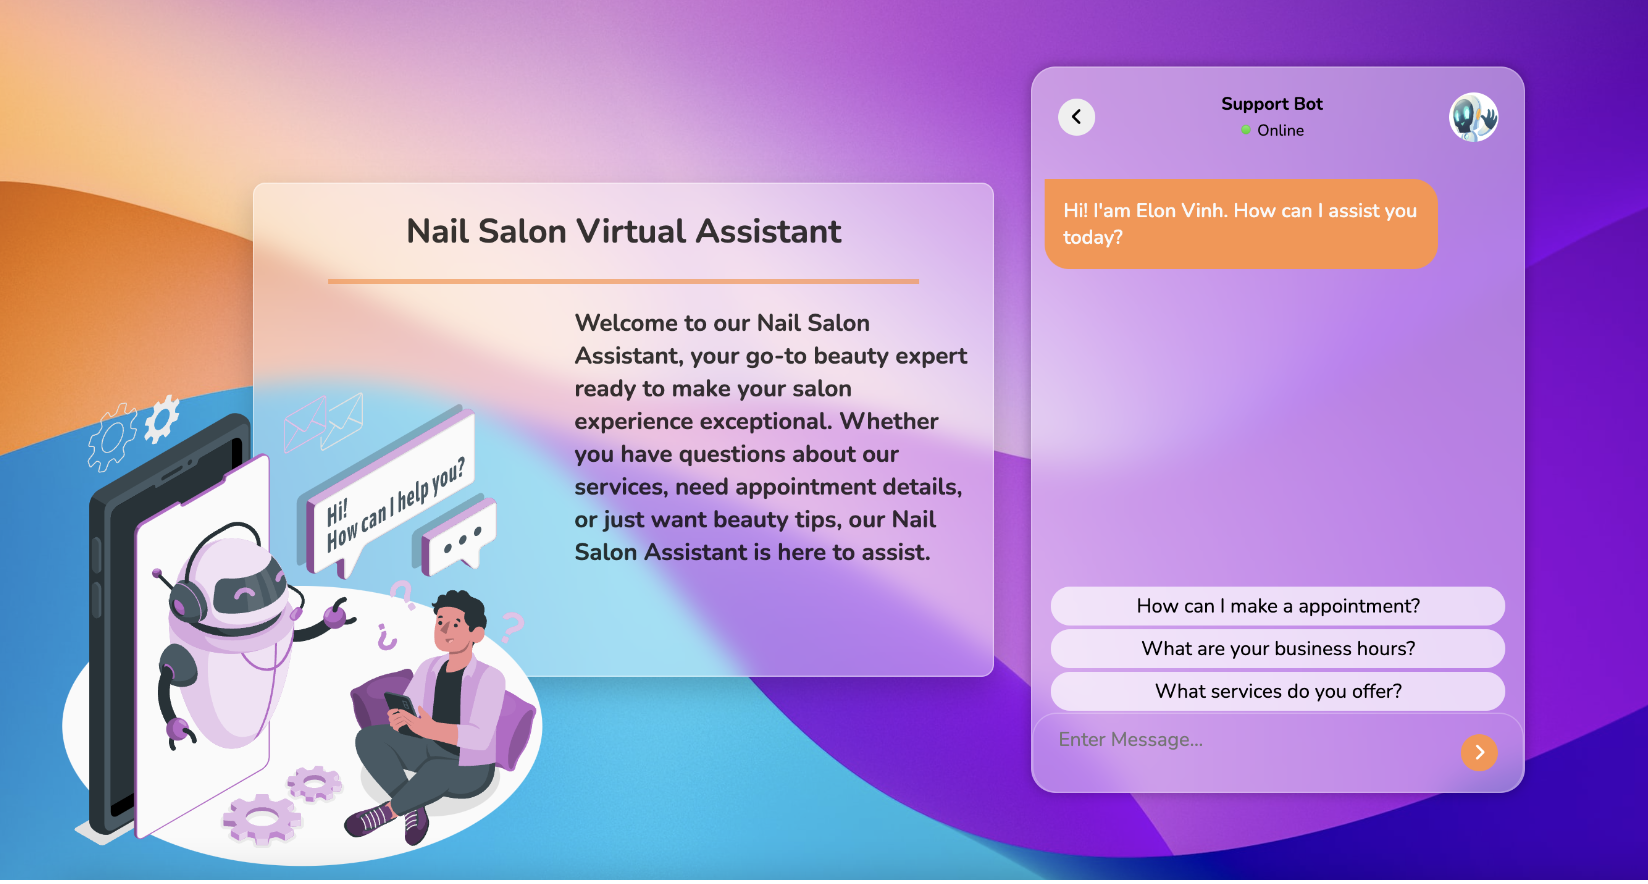 Nail Salon Virtual Assistant
Welcome to our Nail Salon
Assistant, your go-to beauty expert
ready to make your salon
experience exceptional. Whether
you have questions about our
services, need appointment details,
or just want beauty tips, our Nail
Salon Assistant is here to assist.
Hi!
How can I help you?
Support Bot
Online
Hi! I'am Elon Vinh. How can I assist you
today?
How can I make a appointment?
What are your business hours?
What services do you offer?
Enter Message...